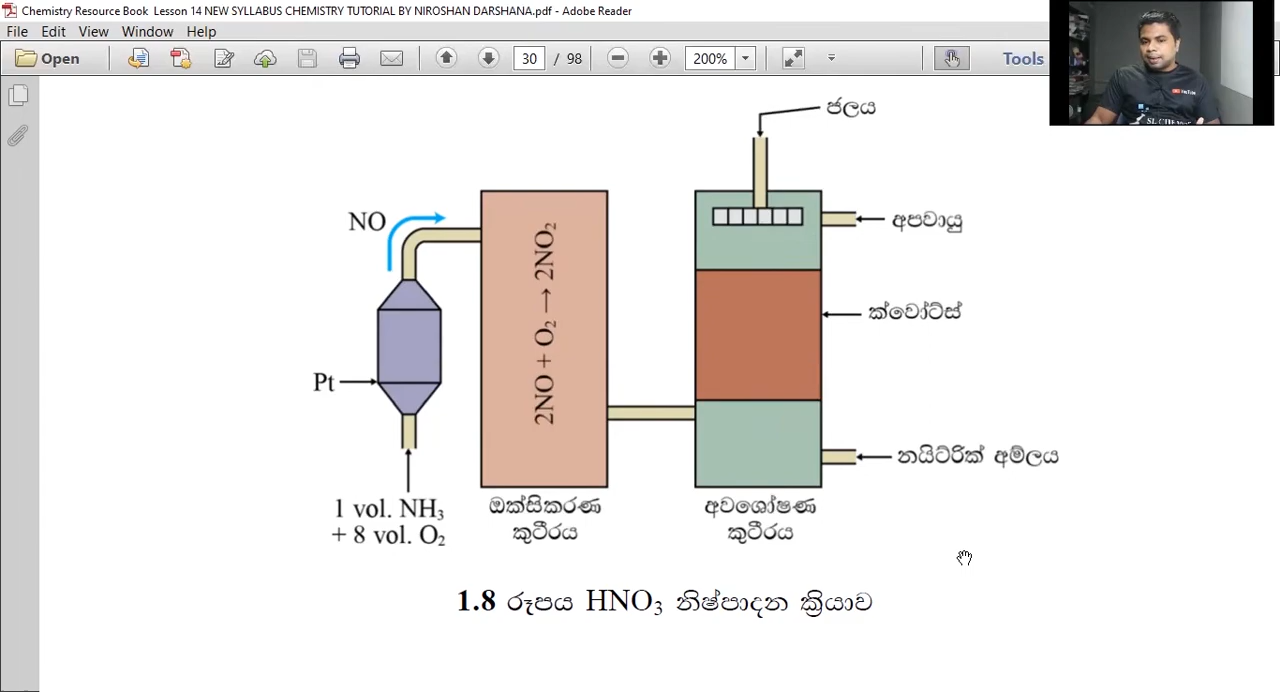 Chemistry Resource Book Lesson 14 NEW SYLLABUS CHEMISTRY TUTORIAL BY NIROSHAN DARSHANA.pdf - Adobe Reader
File Edit View Window Help
Open 30 / 98 200% Tools
ජලය
NO
අපවායු
2NO + O₂ → 2NO₂
ක්වෝට්ස්
Pt
නයිට්රික් අම්ලය
1 vol. NH₃
+ 8 vol. O₂
ඔක්සිකරණ
කුටීරය
අවශෝෂණ
කුටීරය
1.8 රූපය HNO₃ නිෂ්පාදන ක්‍රියාව